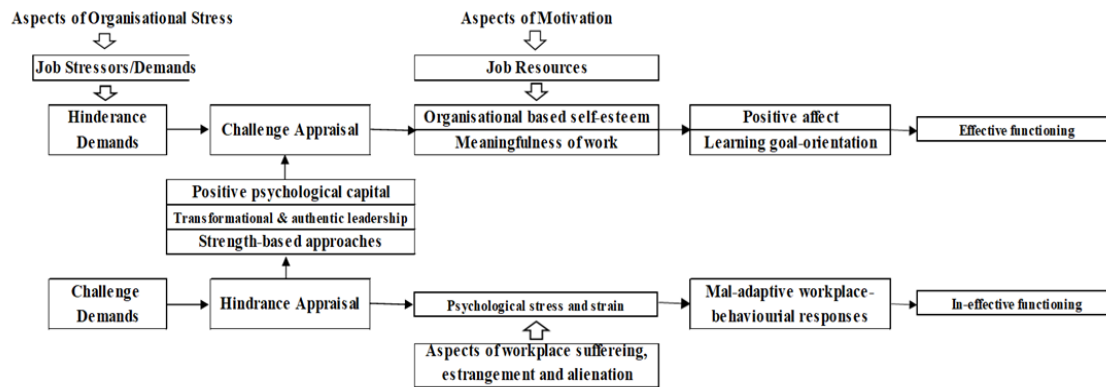 Aspects of Organisational Stress
Aspects of Motivation
Job Stressors/Demands
Job Resources
Hinderance
Demands
Challenge Appraisal
Organisational based self-esteem
Meaningfulness of work
Positive affect
Learning goal-orientation
Effective functioning
Positive psychological capital
Transformational & authentic leadership
Strength-based approaches
Challenge
Demands
Hindrance Appraisal
Psychological stress and strain
Mal-adaptive workplace-
behaviourial responses
In-effective functioning
Aspects of workplace suffereing,
estrangement and alienation